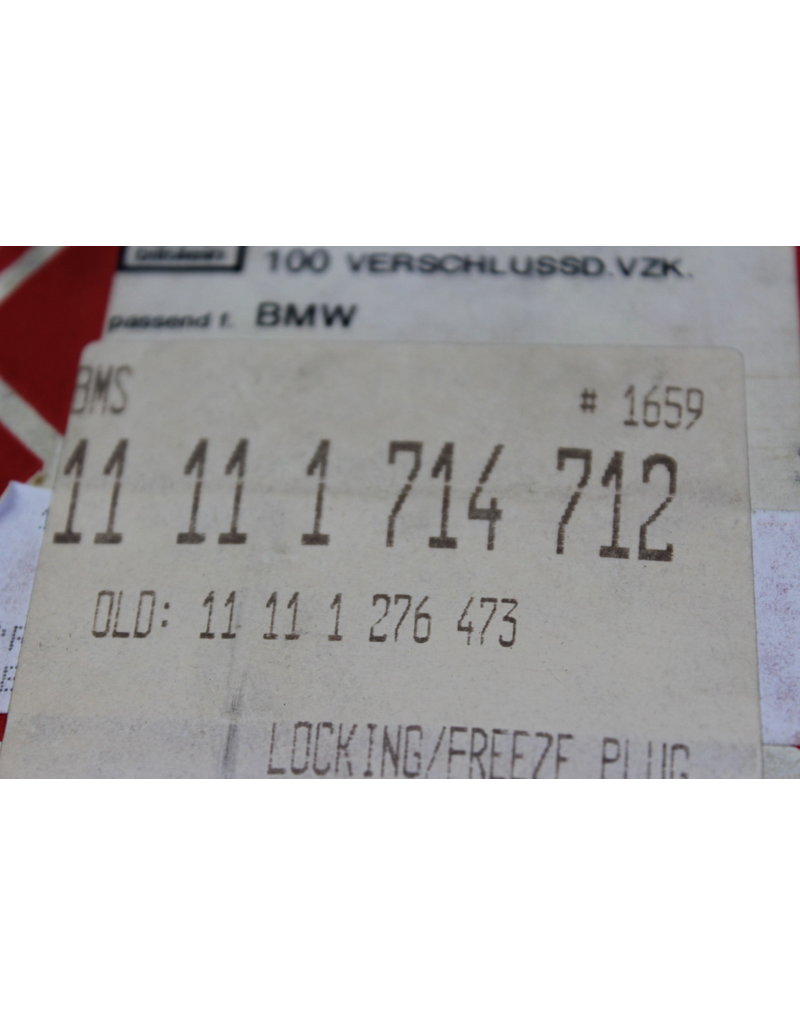 100 VERSCHLUSSD.VZK.
passend f. BMW
BMS # 1659
11 11 1 714 712
OLD: 11 11 1 276 473
LOCKING/FREEZE PLUG